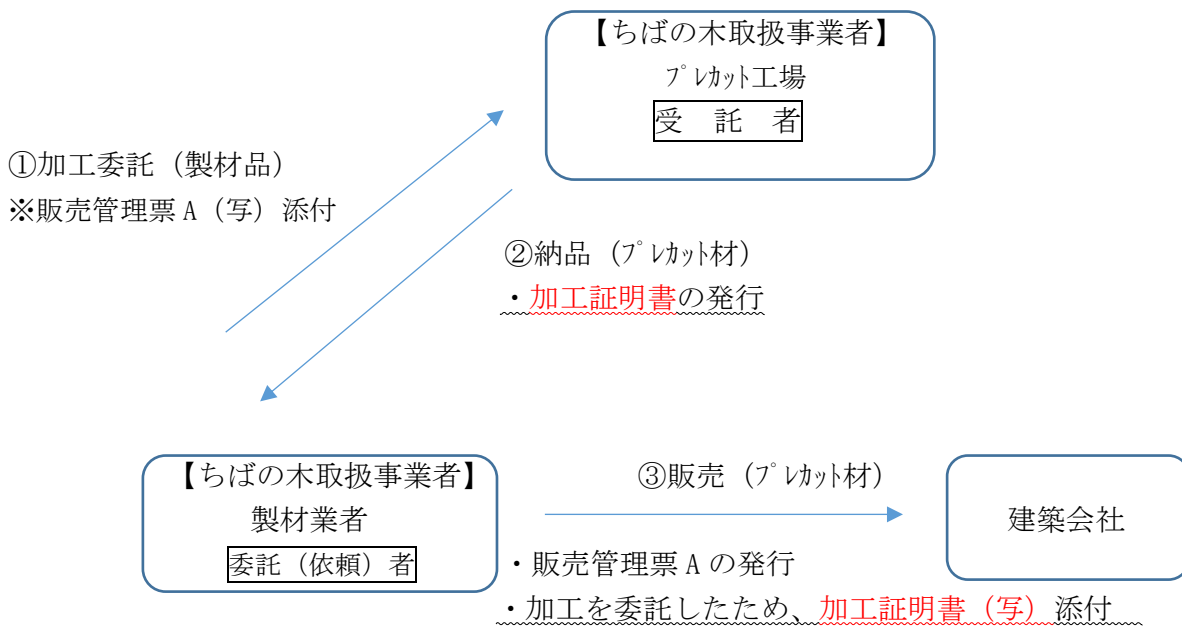 【ちばの木取扱事業者】
ﾌﾟﾚｶｯﾄ工場
受　託　者
①加工委託（製材品）
※販売管理票A（写）添付
②納品（ﾌﾟﾚｶｯﾄ材）
・加工証明書の発行
【ちばの木取扱事業者】
製材業者
委託（依頼）者
③販売（ﾌﾟﾚｶｯﾄ材）
・販売管理票Aの発行
・加工を委託したため、加工証明書（写）添付
建築会社